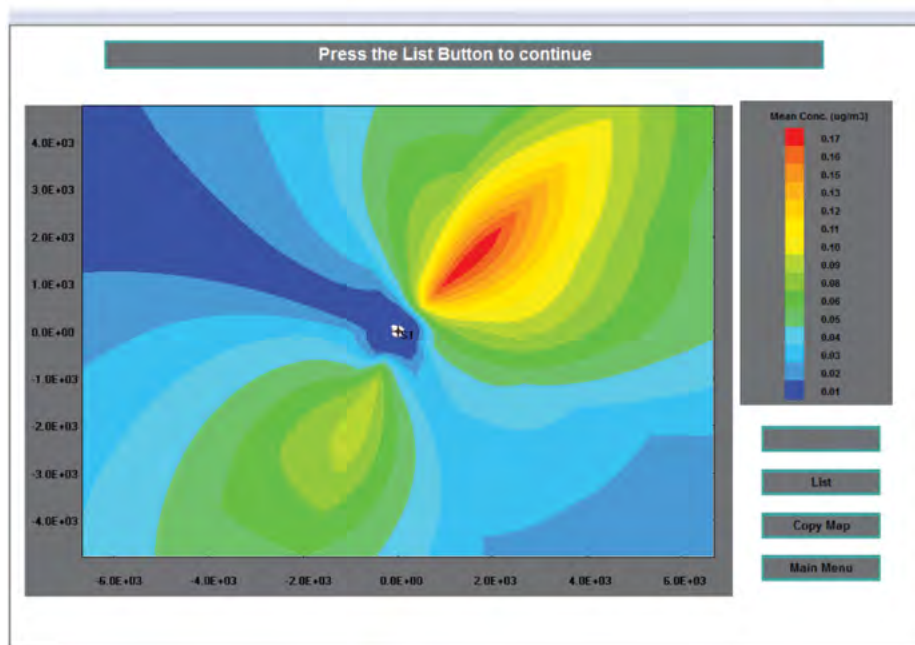 Press the List Button to continue
Mean Conc. (ug/m3)
0.17
0.16
0.15
0.13
0.12
0.11
0.10
0.09
0.08
0.06
0.05
0.04
0.03
0.02
0.01
4.0E+03
3.0E+03
2.0E+03
1.0E+03
0.0E+00
-1.0E+03
-2.0E+03
-3.0E+03
-4.0E+03
S1
-6.0E+03 -4.0E+03 -2.0E+03 0.0E+00 2.0E+03 4.0E+03 6.0E+03
List
Copy Map
Main Menu